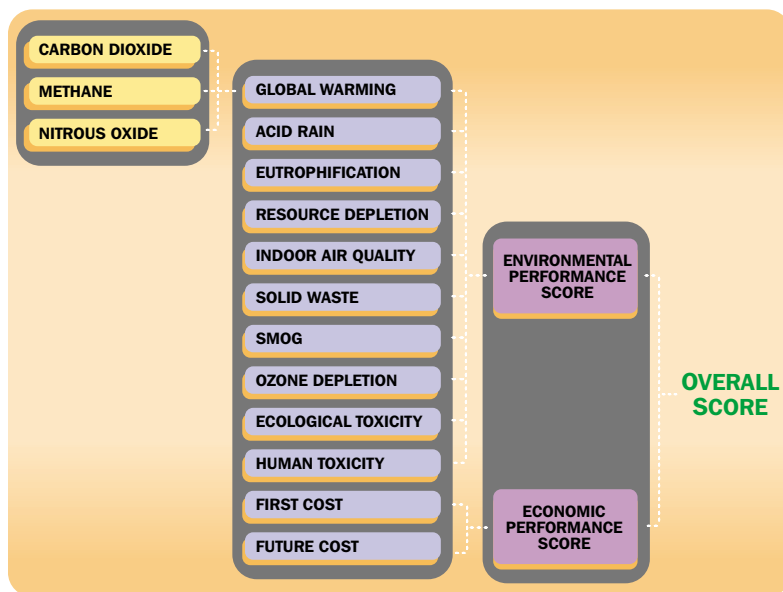 CARBON DIOXIDE
METHANE
NITROUS OXIDE
GLOBAL WARMING
ACID RAIN
EUTROPHIFICATION
RESOURCE DEPLETION
INDOOR AIR QUALITY
SOLID WASTE
SMOG
OZONE DEPLETION
ECOLOGICAL TOXICITY
HUMAN TOXICITY
FIRST COST
FUTURE COST
ENVIRONMENTAL
PERFORMANCE
SCORE
ECONOMIC
PERFORMANCE
SCORE
OVERALL
SCORE